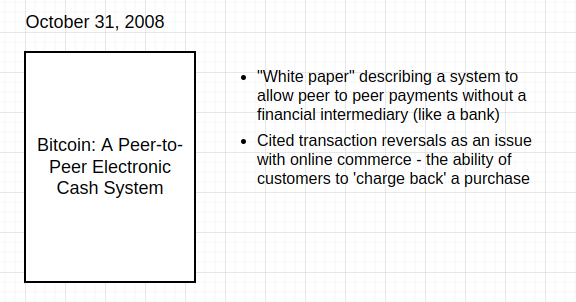 October 31, 2008
Bitcoin: A Peer-to-
Peer Electronic
Cash System
• "White paper" describing a system to
allow peer to peer payments without a
financial intermediary (like a bank)
• Cited transaction reversals as an issue
with online commerce - the ability of
customers to 'charge back' a purchase